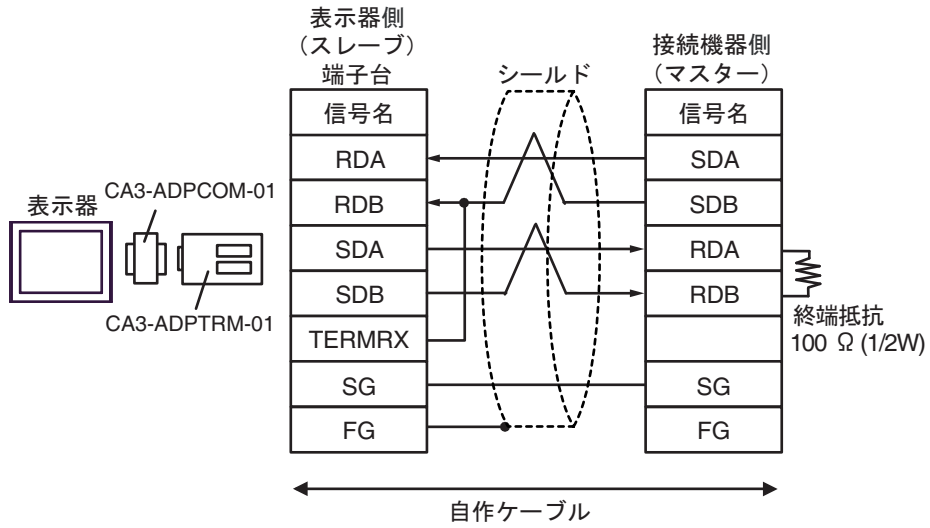 表示器側
（スレーブ）
端子台
シールド
接続機器側
（マスター）
信号名
信号名
RDA
SDA
CA3-ADPCOM-01
表示器
RDB
SDB
SDA
RDA
SDB
RDB
CA3-ADPTRM-01
TERMRX
終端抵抗
100 Ω (1/2W)
SG
SG
FG
FG
自作ケーブル